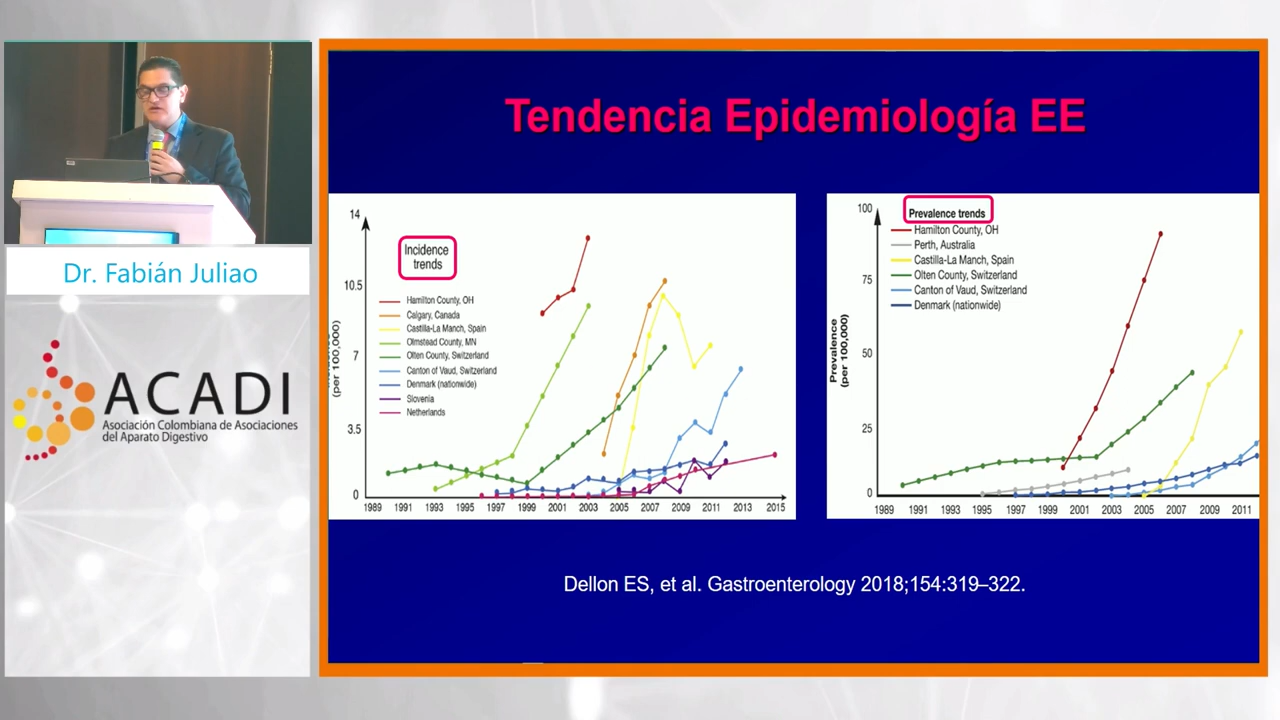 Tendencia Epidemiología EE
Dr. Fabián Juliao
ACADI
Asociación Colombiana de Asociaciones
del Aparato Digestivo
Incidence
trends
14
10.5
7
3.5
0
(per 100,000)
Hamilton County, OH
Calgary, Canada
Castilla-La Manch, Spain
Olmstead County, MN
Olten County, Switzerland
Canton of Vaud, Switzerland
Denmark (nationwide)
Slovenia
Netherlands
1989 1991 1993 1995 1997 1999 2001 2003 2005 2007 2009 2011 2013 2015
Prevalence trends
100
75
50
25
0
Prevalence
(per 100,000)
Hamilton County, OH
Perth, Australia
Castilla-La Manch, Spain
Olten County, Switzerland
Canton of Vaud, Switzerland
Denmark (nationwide)
1989 1991 1993 1995 1997 1999 2001 2003 2005 2007 2009 2011
Dellon ES, et al. Gastroenterology 2018;154:319–322.